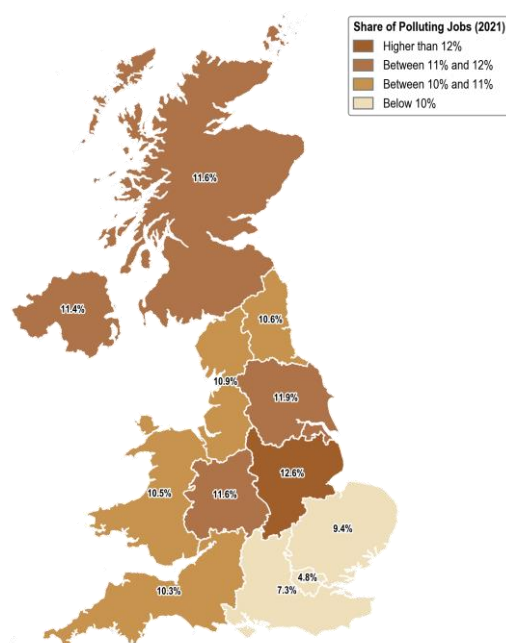 Share of Polluting Jobs (2021)
Higher than 12%
Between 11% and 12%
Between 10% and 11%
Below 10%
11.6%
11.4%
10.6%
10.9%
11.9%
12.6%
10.5%
11.6%
9.4%
4.8%
7.3%
10.3%